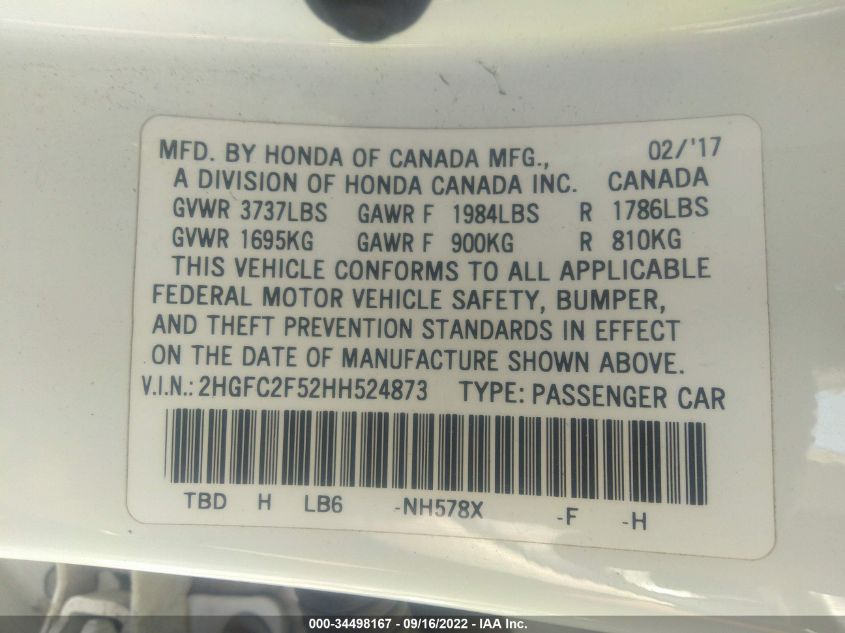 MFD. BY HONDA OF CANADA MFG., 02/'17
A DIVISION OF HONDA CANADA INC. CANADA
GVWR 3737LBS GAWR F 1984LBS R 1786LBS
GVWR 1695KG GAWR F 900KG R 810KG
THIS VEHICLE CONFORMS TO ALL APPLICABLE
FEDERAL MOTOR VEHICLE SAFETY, BUMPER,
AND THEFT PREVENTION STANDARDS IN EFFECT
ON THE DATE OF MANUFACTURE SHOWN ABOVE.
V.I.N.: 2HGFC2F52HH524873 TYPE: PASSENGER CAR
TBD H LB6 -NH578X -F -H
000-34498167 - 09/16/2022 - IAA Inc.